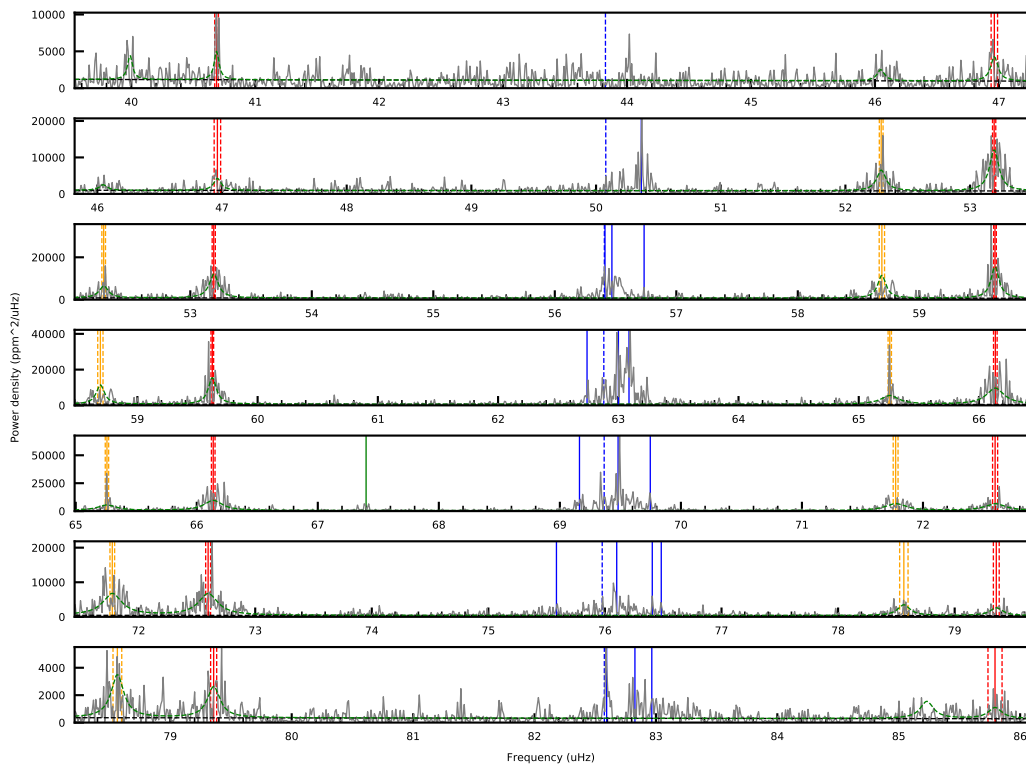 10000
5000
0
40 41 42 43 44 45 46 47
20000
10000
0
46 47 48 49 50 51 52 53
20000
0
53 54 55 56 57 58 59
40000
20000
0
59 60 61 62 63 64 65 66
50000
25000
0
65 66 67 68 69 70 71 72
20000
10000
0
72 73 74 75 76 77 78 79
4000
2000
0
79 80 81 82 83 84 85 86
Power density (ppm^2/uHz)
Frequency (uHz)